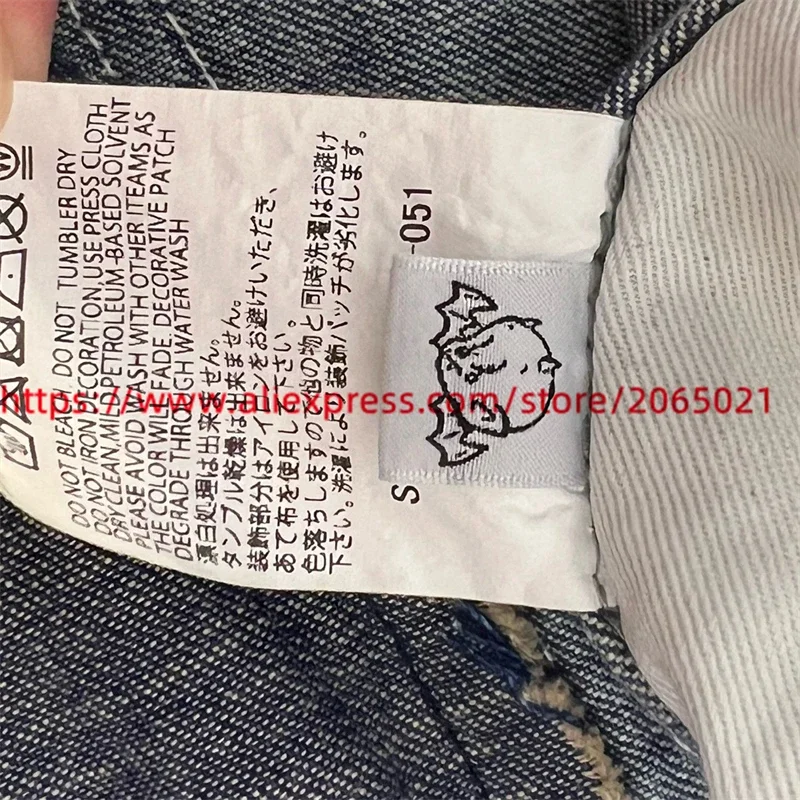 DO NOT BLEACH, DO NOT TUMBLER DRY
DO NOT IRON DECORATION,USE PRESS CLOTH
DRY CLEAN,MILD PETROLEUM-BASED SOLVENT
PLEASE AVOID WASH WITH OTHER ITEAMS AS
THE COLOR WILL FADE, DECORATIVE PATCH
DEGRADE THROUGH WATER WASH
漂白処理は出来ません。
タンブル乾燥は出来ません。
装飾部分はアイロンをお避けいただき、
あて布を使用して下さい。
色落ちしますので他の物と同時洗濯はお避け
下さい。洗濯により装飾パッチが劣化します。
-051
https://www.aliexpress.com/store/2065021